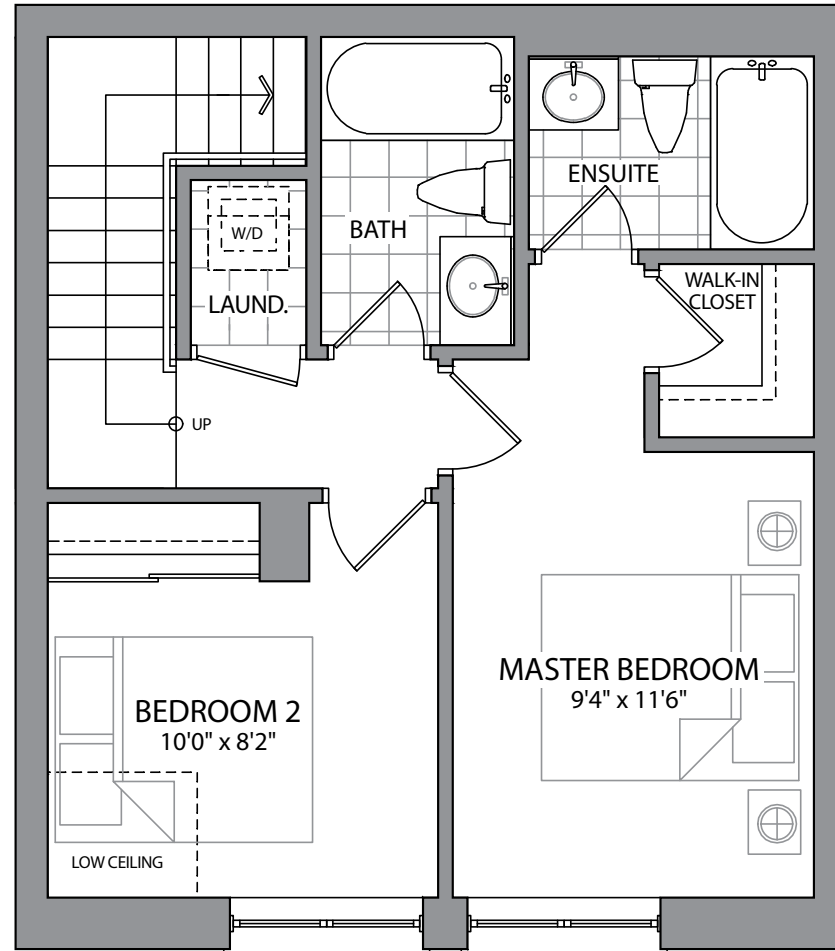 ENSUITE
BATH
W/D
LAUND.
WALK-IN
CLOSET
UP
MASTER BEDROOM
9'4" x 11'6"
BEDROOM 2
10'0" x 8'2"
LOW CEILING